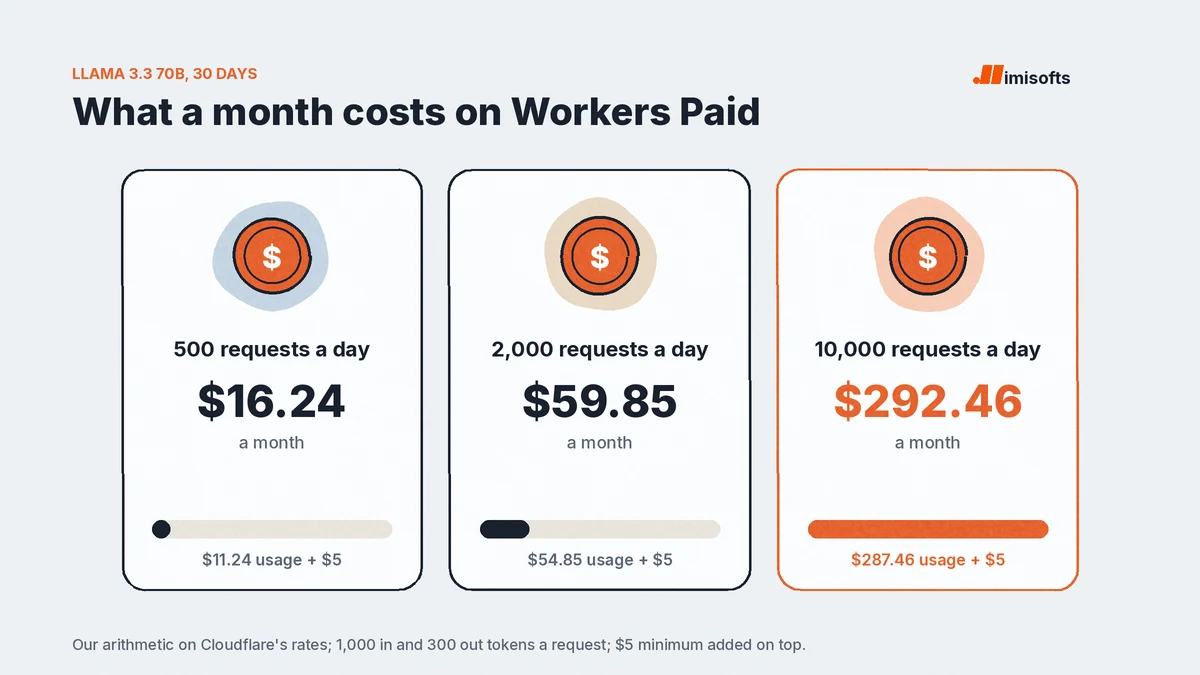 LLAMA 3.3 70B, 30 DAYS
What a month costs on Workers Paid
imisofts
$
500 requests a day
$16.24
a month
$11.24 usage + $5
$
2,000 requests a day
$59.85
a month
$54.85 usage + $5
$
10,000 requests a day
$292.46
a month
$287.46 usage + $5
Our arithmetic on Cloudflare's rates; 1,000 in and 300 out tokens a request; $5 minimum added on top.